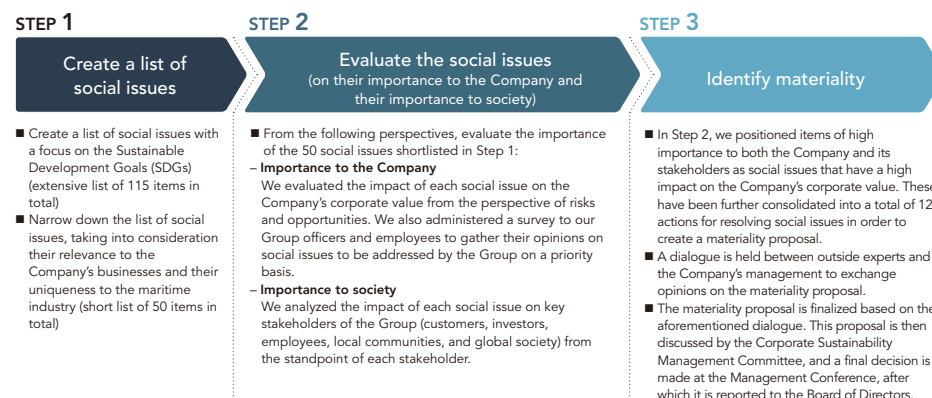 STEP 1
Create a list of
social issues
■ Create a list of social issues with
a focus on the Sustainable
Development Goals (SDGs)
(extensive list of 115 items in
total)
■ Narrow down the list of social
issues, taking into consideration
their relevance to the
Company's businesses and their
uniqueness to the maritime
industry (short list of 50 items in
total)
STEP 2
Evaluate the social issues
(on their importance to the Company and
their importance to society)
■ From the following perspectives, evaluate the importance
of the 50 social issues shortlisted in Step 1:
– Importance to the Company
We evaluated the impact of each social issue on the
Company's corporate value from the perspective of risks
and opportunities. We also administered a survey to our
Group officers and employees to gather their opinions on
social issues to be addressed by the Group on a priority
basis.
– Importance to society
We analyzed the impact of each social issue on key
stakeholders of the Group (customers, investors,
employees, local communities, and global society) from
the standpoint of each stakeholder.
STEP 3
Identify materiality
■ In Step 2, we positioned items of high
importance to both the Company and its
stakeholders as social issues that have a high
impact on the Company's corporate value. These
have been further consolidated into a total of 12
actions for resolving social issues in order to
create a materiality proposal.
■ A dialogue is held between outside experts and
the Company's management to exchange
opinions on the materiality proposal.
■ The materiality proposal is finalized based on the
aforementioned dialogue. This proposal is then
discussed by the Corporate Sustainability
Management Committee, and a final decision is
made at the Management Conference, after
which it is reported to the Board of Directors.